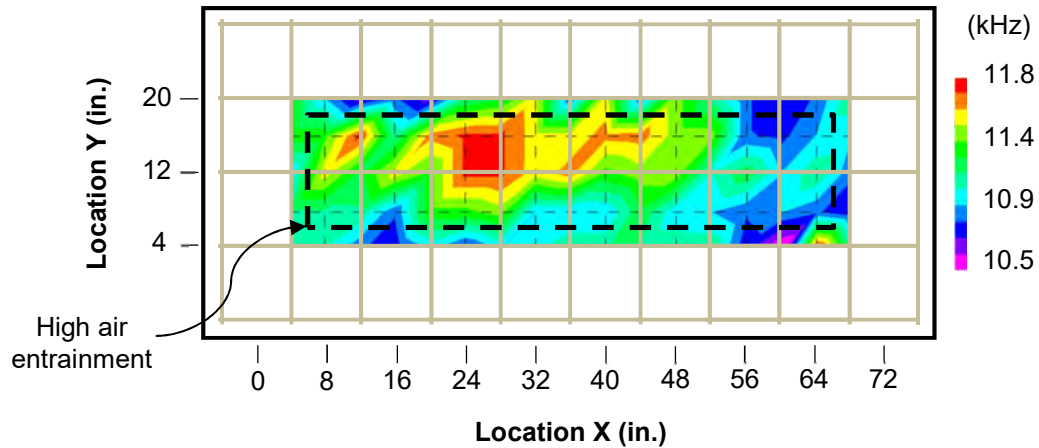 (kHz)
11.8
11.4
10.9
10.5
Location Y (in.)
20
12
4
High air
entrainment
0 8 16 24 32 40 48 56 64 72
Location X (in.)